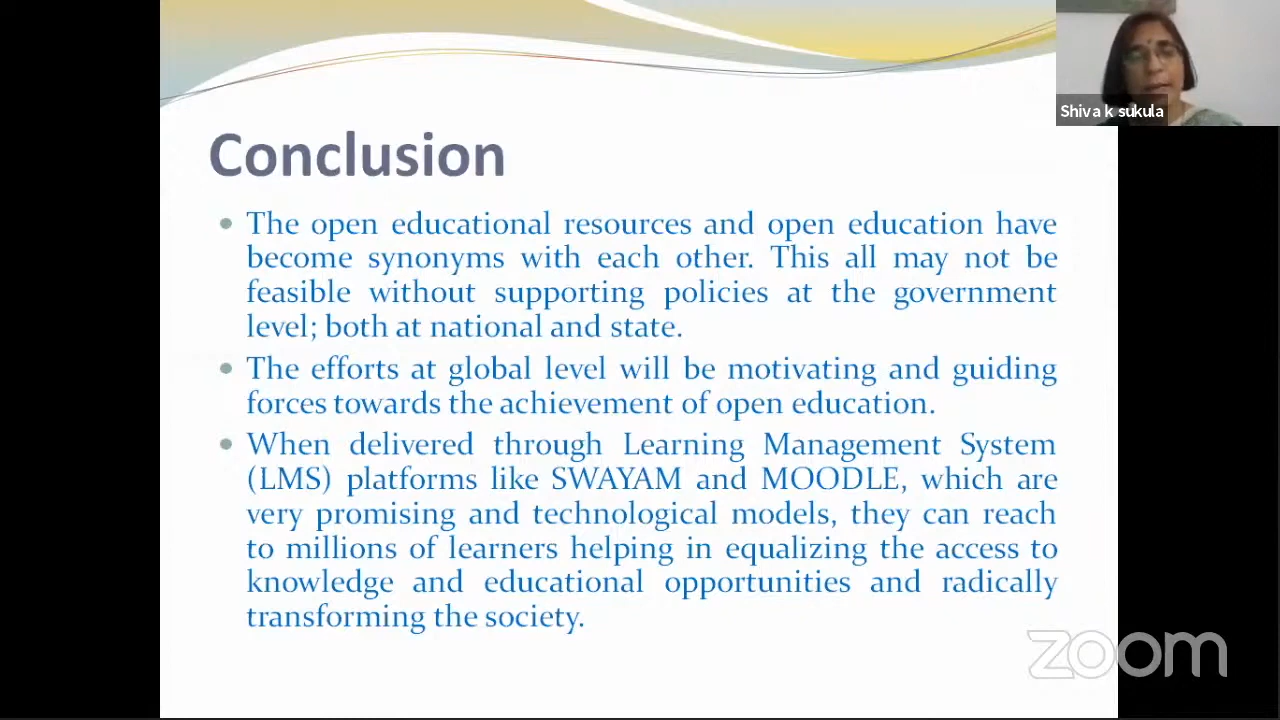 Shiva k sukula
Conclusion
The open educational resources and open education have
become synonyms with each other. This all may not be
feasible without supporting policies at the government
level; both at national and state.
The efforts at global level will be motivating and guiding
forces towards the achievement of open education.
When delivered through Learning Management System
(LMS) platforms like SWAYAM and MOODLE, which are
very promising and technological models, they can reach
to millions of learners helping in equalizing the access to
knowledge and educational opportunities and radically
transforming the society.
zoom